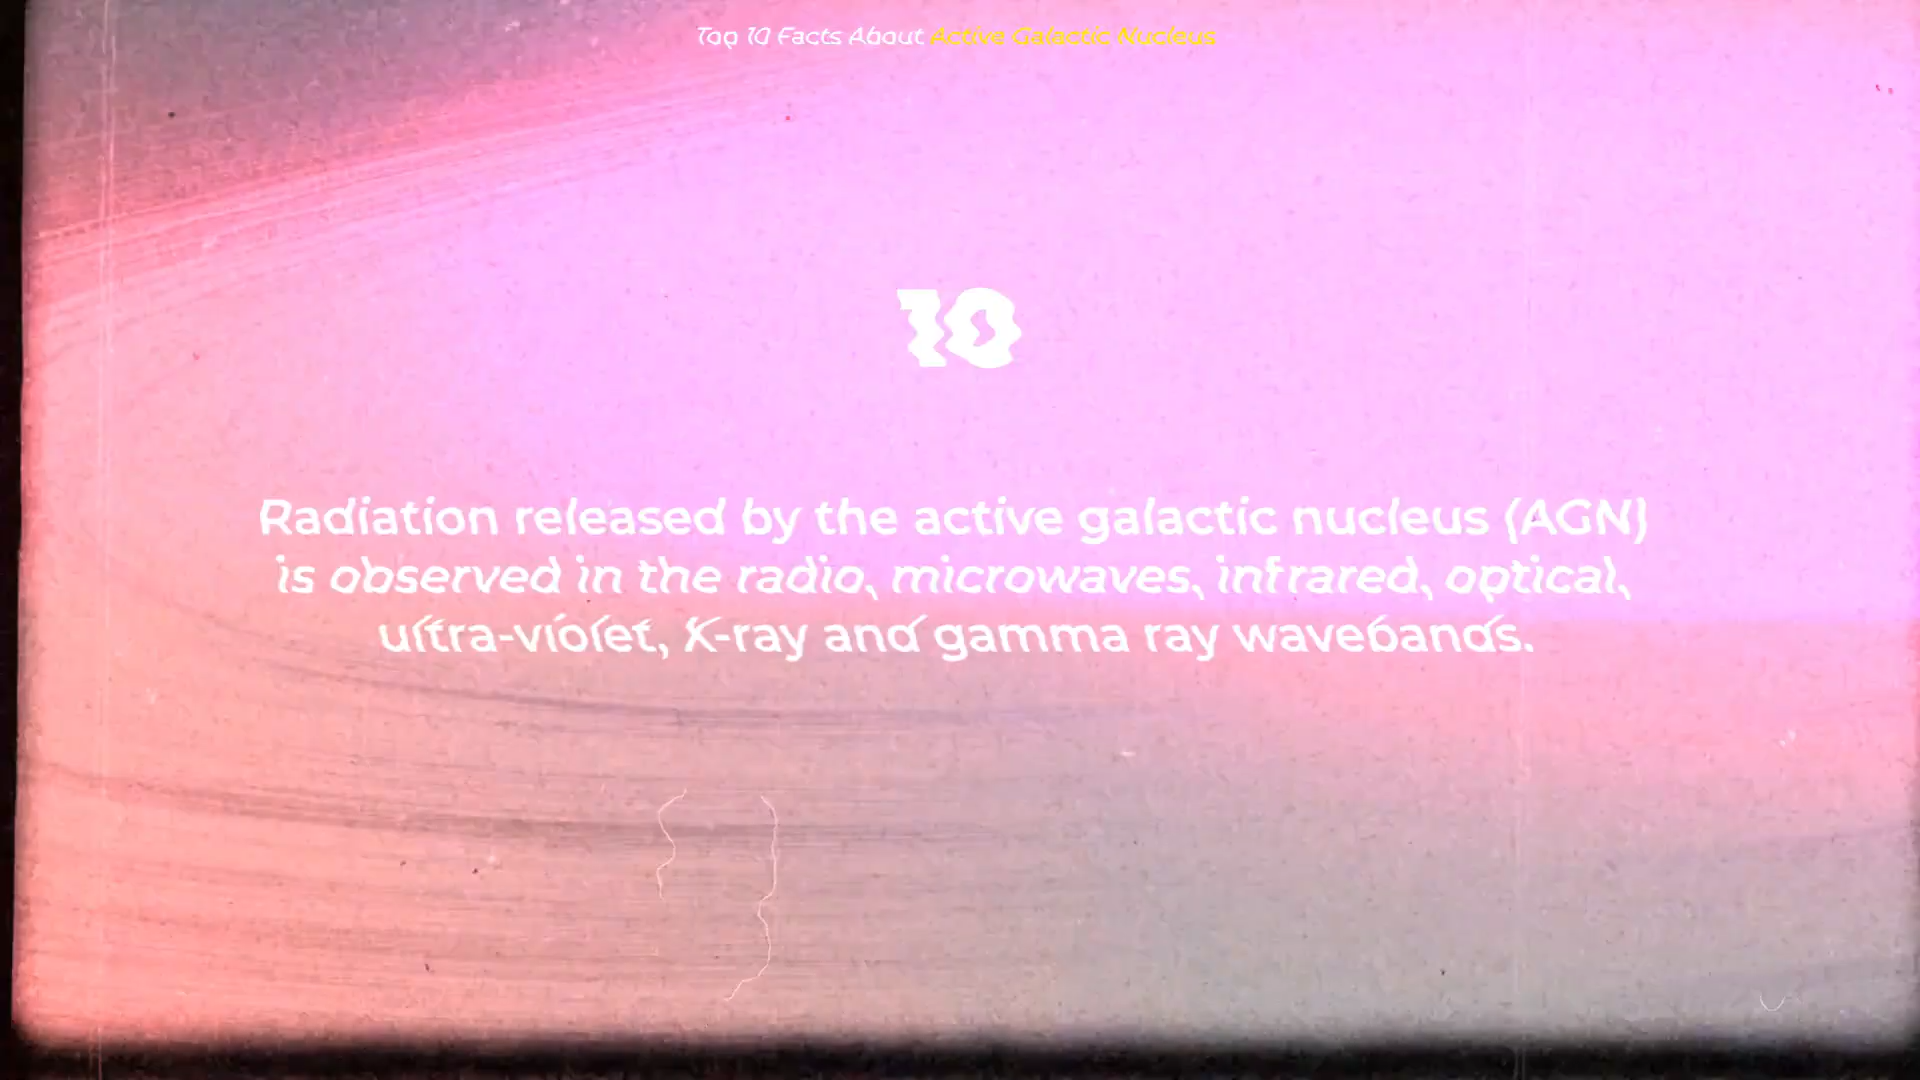 Top 10 Facts About Active Galactic Nucleus
10
Radiation released by the active galactic nucleus (AGN)
is observed in the radio, microwaves, infrared, optical,
ultra-violet, X-ray and gamma ray wavebands.